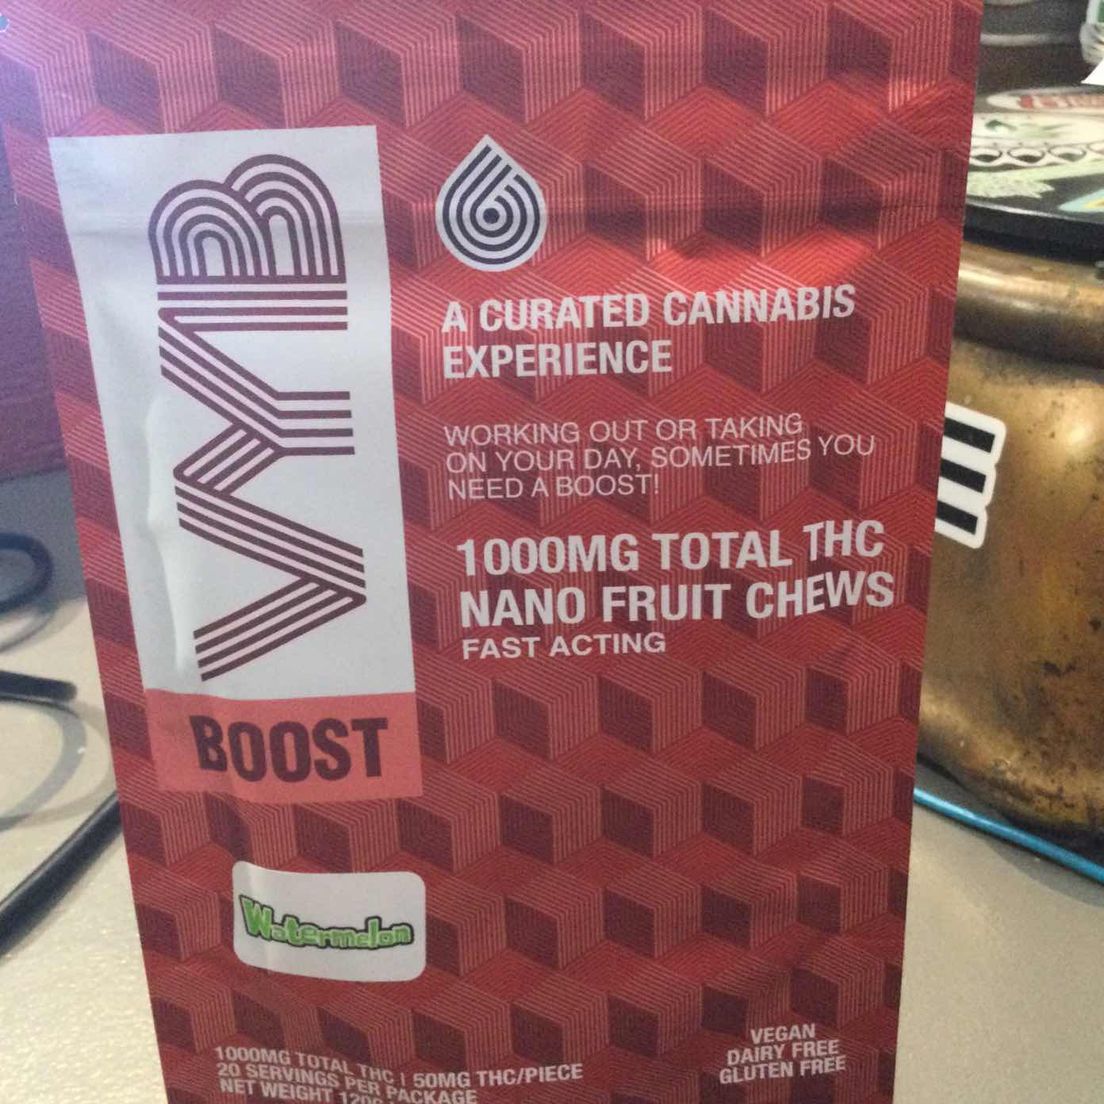 VYB
BOOST
A CURATED CANNABIS
EXPERIENCE
WORKING OUT OR TAKING
ON YOUR DAY, SOMETIMES YOU
NEED A BOOST!
1000MG TOTAL THC
NANO FRUIT CHEWS
FAST ACTING
Watermelon
1000MG TOTAL THC | 50MG THC/PIECE
20 SERVINGS PER PACKAGE
NET WEIGHT
VEGAN
DAIRY FREE
GLUTEN FREE